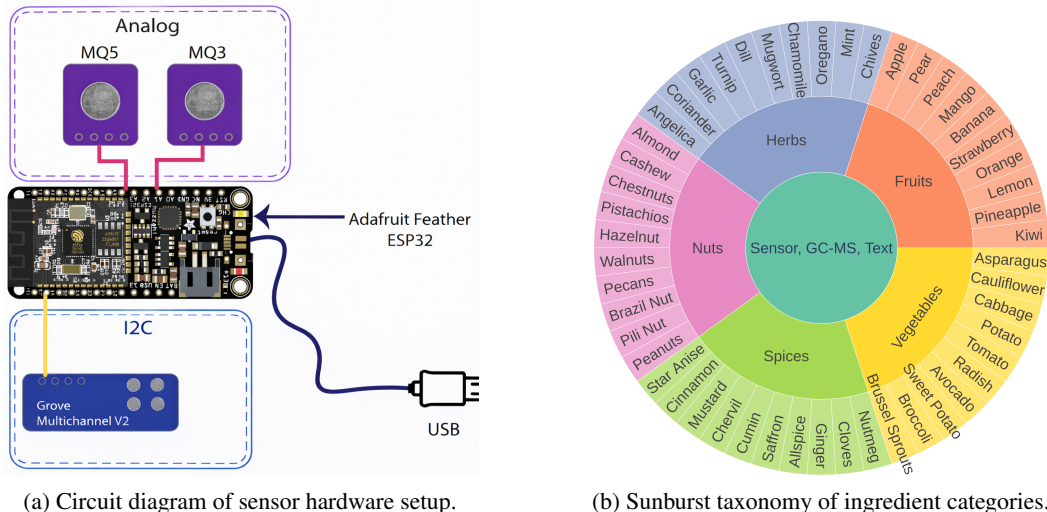 Analog
MQ5
MQ3
Adafruit Feather
ESP32
I2C
Grove
Multichannel V2
USB
(a) Circuit diagram of sensor hardware setup.
Sensor, GC-MS, Text
Herbs
Angelica
Coriander
Garlic
Turnip
Dill
Mugwort
Chamomile
Oregano
Mint
Chives
Fruits
Apple
Pear
Peach
Mango
Banana
Strawberry
Orange
Lemon
Pineapple
Kiwi
Vegetables
Asparagus
Cauliflower
Cabbage
Potato
Tomato
Radish
Avocado
Sweet Potato
Broccoli
Brussel Sprouts
Spices
Nutmeg
Cloves
Ginger
Allspice
Saffron
Cumin
Chervil
Mustard
Cinnamon
Star Anise
Nuts
Peanuts
Pili Nut
Brazil Nut
Pecans
Walnuts
Hazelnut
Pistachios
Chestnuts
Cashew
Almond
(b) Sunburst taxonomy of ingredient categories.